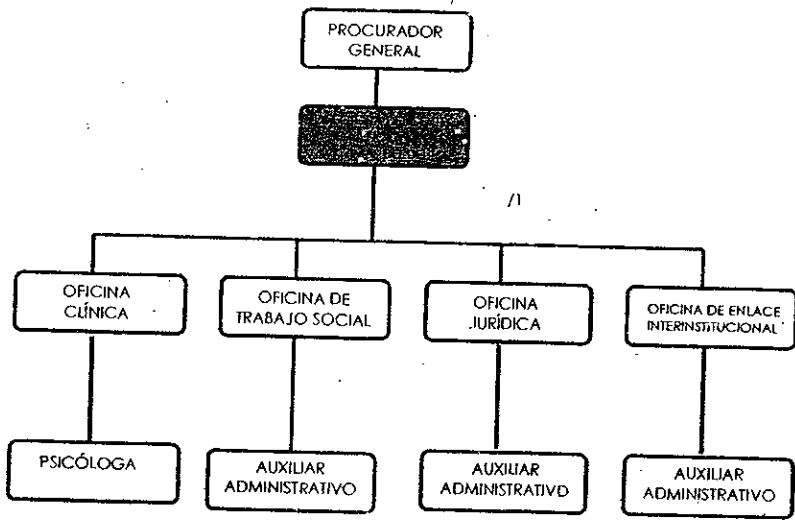 PROCURADOR
GENERAL
/1
OFICINA
CLÍNICA
OFICINA DE
TRABAJO SOCIAL
OFICINA
JURÍDICA
OFICINA DE ENLACE
INTERINSTITUCIONAL
PSICÓLOGA
AUXILIAR
ADMINISTRATIVO
AUXILIAR
ADMINISTRATIVO
AUXILIAR
ADMINISTRATIVO